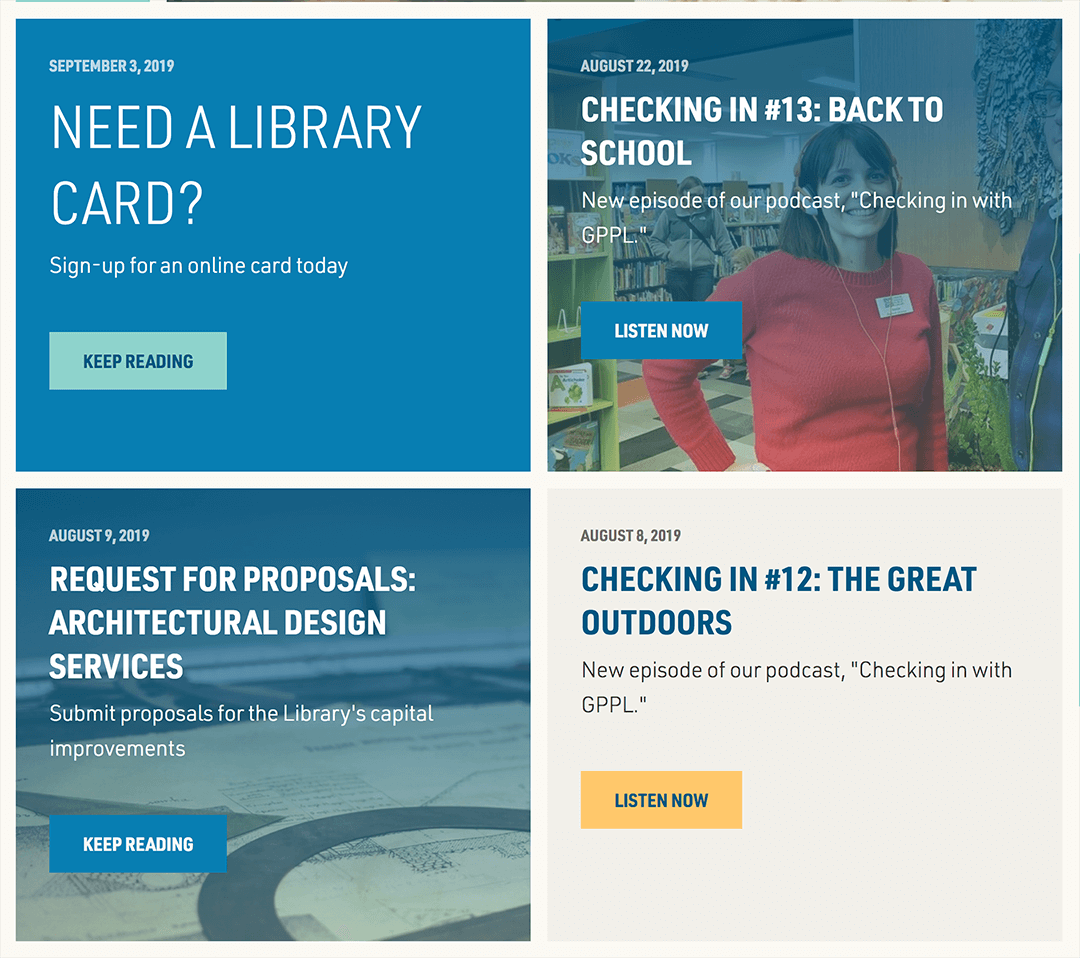 SEPTEMBER 3, 2019
NEED A LIBRARY
CARD?
Sign-up for an online card today
KEEP READING
AUGUST 22, 2019
CHECKING IN #13: BACK TO
SCHOOL
New episode of our podcast, "Checking in with
GPPL."
LISTEN NOW
AUGUST 9, 2019
REQUEST FOR PROPOSALS:
ARCHITECTURAL DESIGN
SERVICES
Submit proposals for the Library's capital
improvements
KEEP READING
AUGUST 8, 2019
CHECKING IN #12: THE GREAT
OUTDOORS
New episode of our podcast, "Checking in with
GPPL."
LISTEN NOW